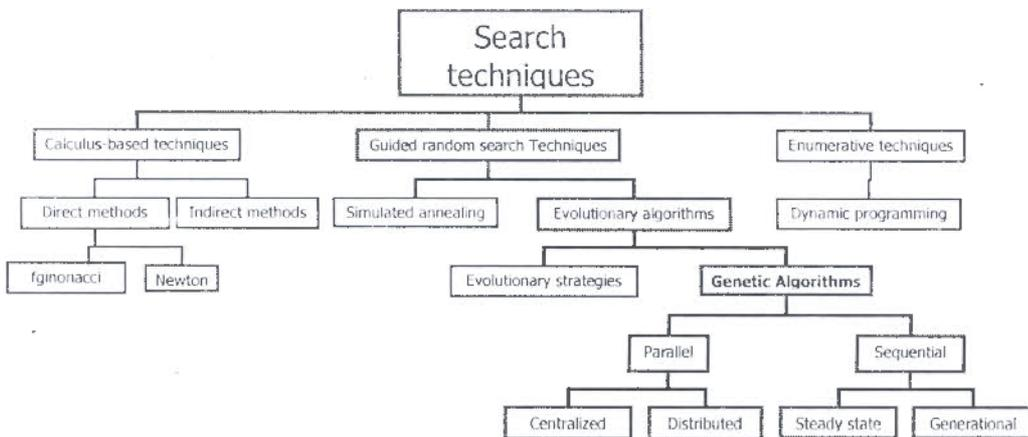 Search
techniques
Calculus-based techniques
Guided random search Techniques
Enumerative techniques
Direct methods
Indirect methods
Simulated annealing
Evolutionary algorithms
Dynamic programming
fginonacci
Newton
Evolutionary strategies
Genetic Algorithms
Parallel
Sequential
Centralized
Distributed
Steady state
Generational